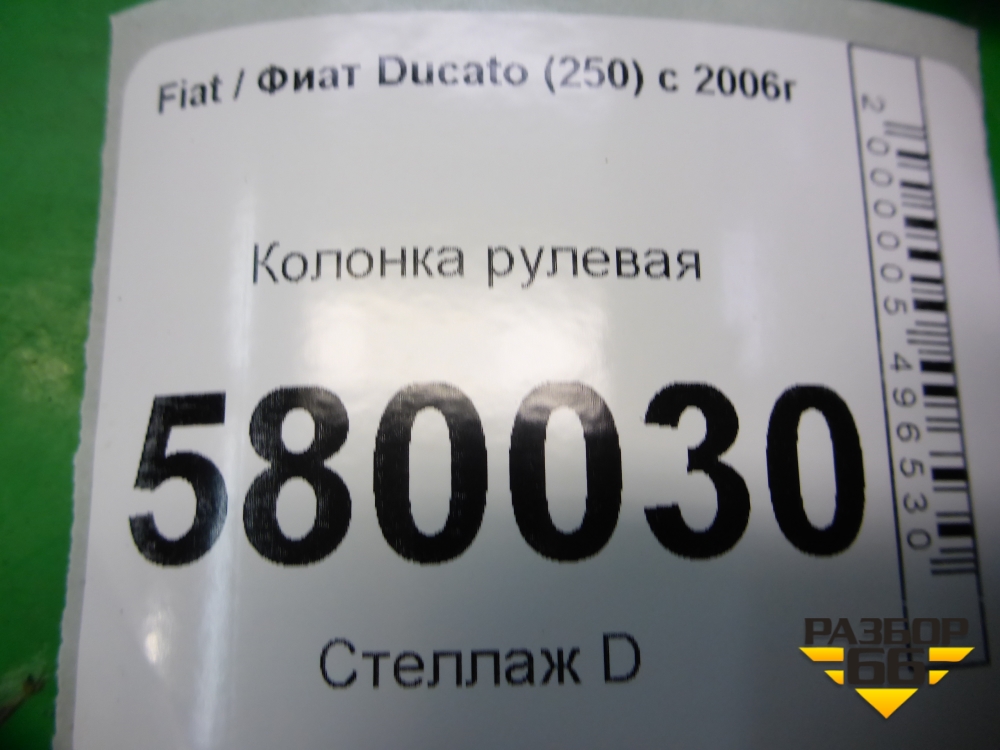 Fiat / Фиат Ducato (250) с 2006г
Колонка рулевая
580030
Стеллаж D
2000005496530
РАЗБОР
66